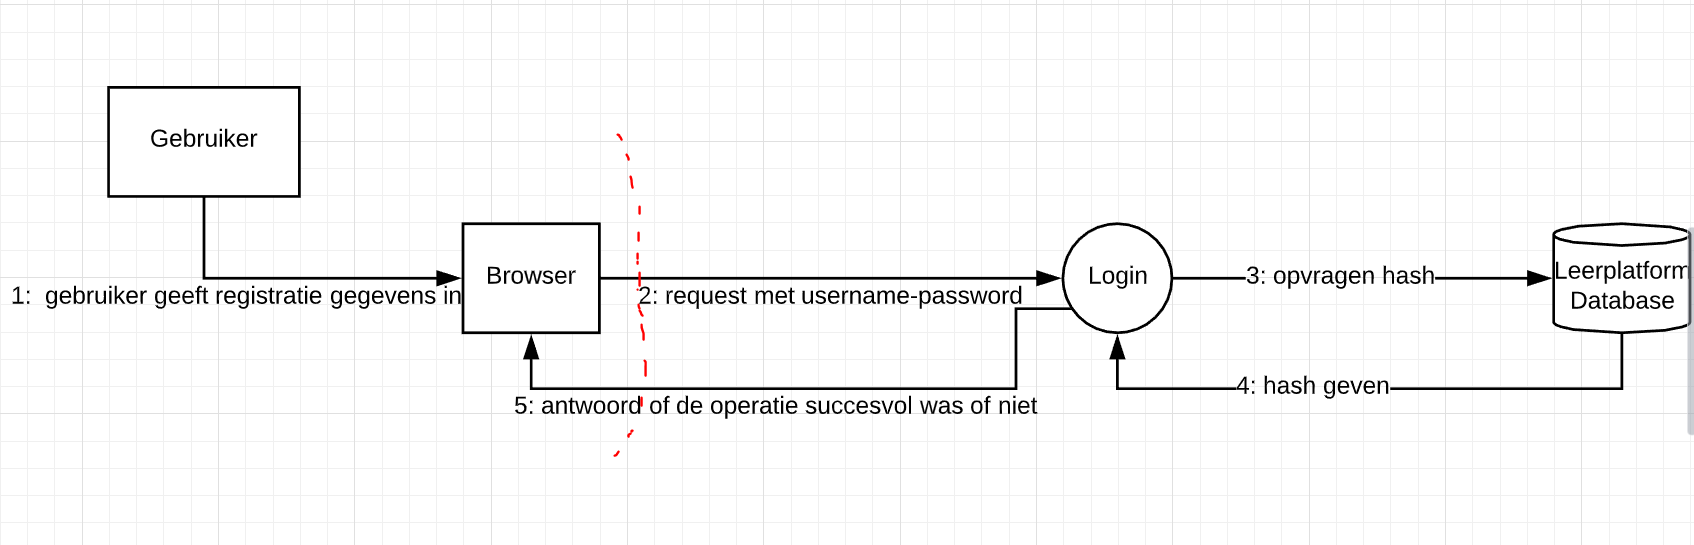 Gebruiker
Browser
1: gebruiker geeft registratie gegevens in
2: request met username-password
Login
3: opvragen hash
Leerplatform
Database
4: hash geven
5: antwoord of de operatie succesvol was of niet